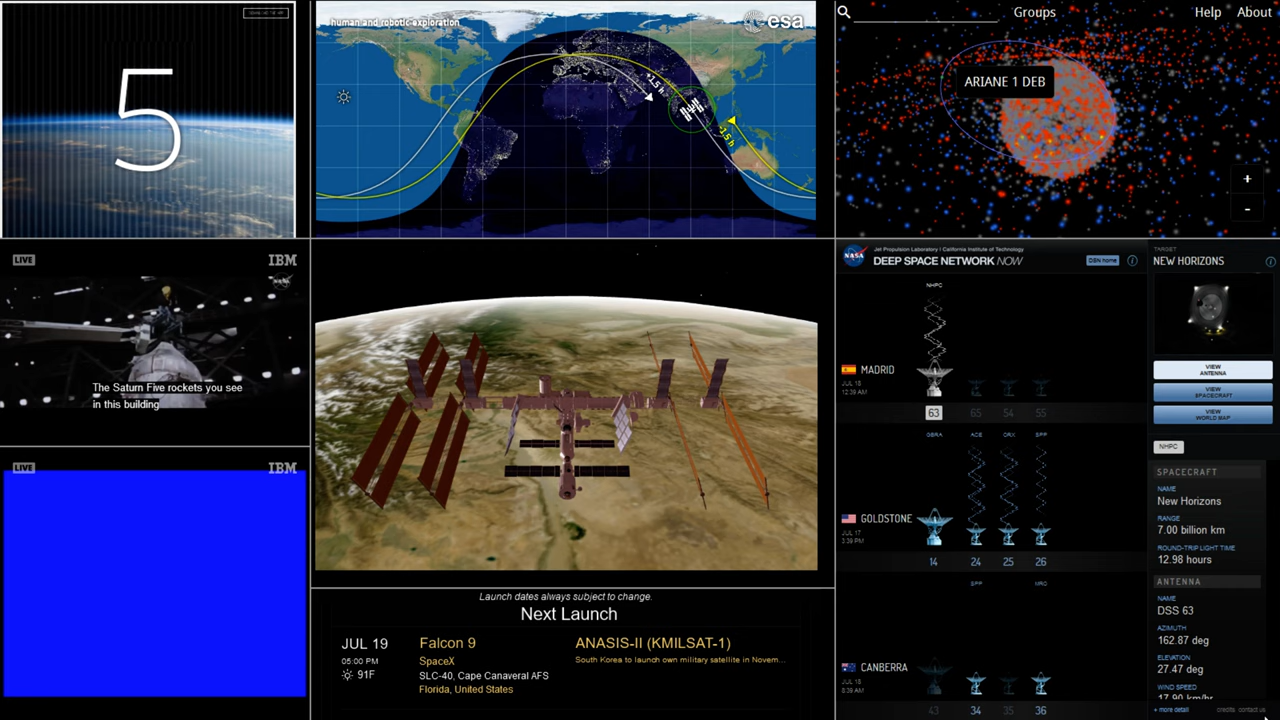 5
human and robotic exploration
esa
+1.5 h
-1.5 h
Groups
Help
About
ARIANE 1 DEB
+
-
LIVE
IBM
NASA
The Saturn Five rockets you see
in this building
LIVE
IBM
Launch dates always subject to change.
Next Launch
JUL 19
05:00 PM
91F
Falcon 9
SpaceX
SLC-40, Cape Canaveral AFS
Florida, United States
ANASIS-II (KMILSAT-1)
South Korea to launch own military satellite in Novem...
NASA
Jet Propulsion Laboratory | California Institute of Technology
DEEP SPACE NETWORK NOW
DSN home
i
NHPC
MADRID
JUL 18
12:39 AM
63
65
54
55
GBRA
ACE
DRX
SPP
GOLDSTONE
JUL 17
3:39 PM
14
24
25
26
SPP
MRO
CANBERRA
JUL 18
8:39 AM
43
34
35
36
TARGET
NEW HORIZONS
i
VIEW
ANTENNA
VIEW
SPACECRAFT
VIEW
WORLD MAP
NHPC
SPACECRAFT
NAME
New Horizons
RANGE
7.00 billion km
ROUND-TRIP LIGHT TIME
12.98 hours
ANTENNA
NAME
DSS 63
AZIMUTH
162.87 deg
ELEVATION
27.47 deg
WIND SPEED
17.90 km/hr
+ more detail
credits
contact us